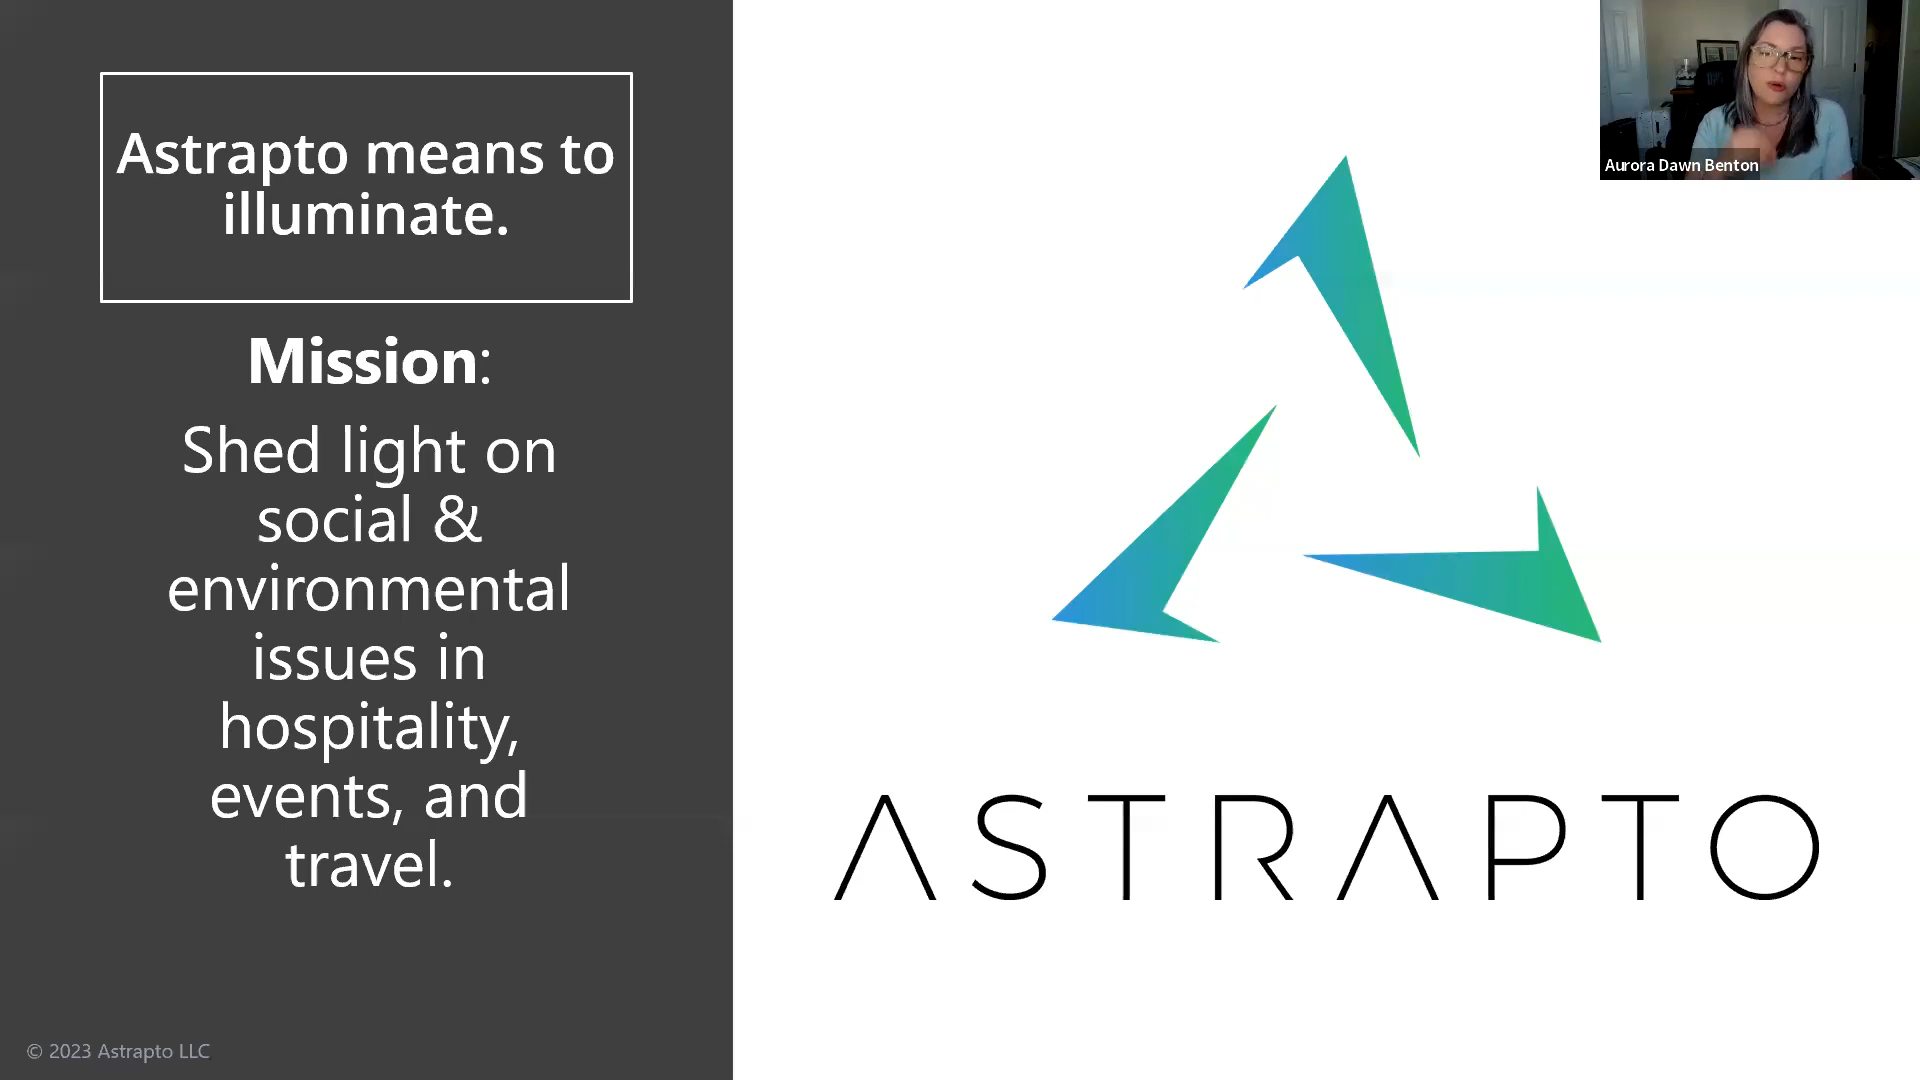 Astrapto means to
illuminate.
Mission:
Shed light on
social &
environmental
issues in
hospitality,
events, and
travel.
© 2023 Astrapto LLC
ASTRAPTO
Aurora Dawn Benton